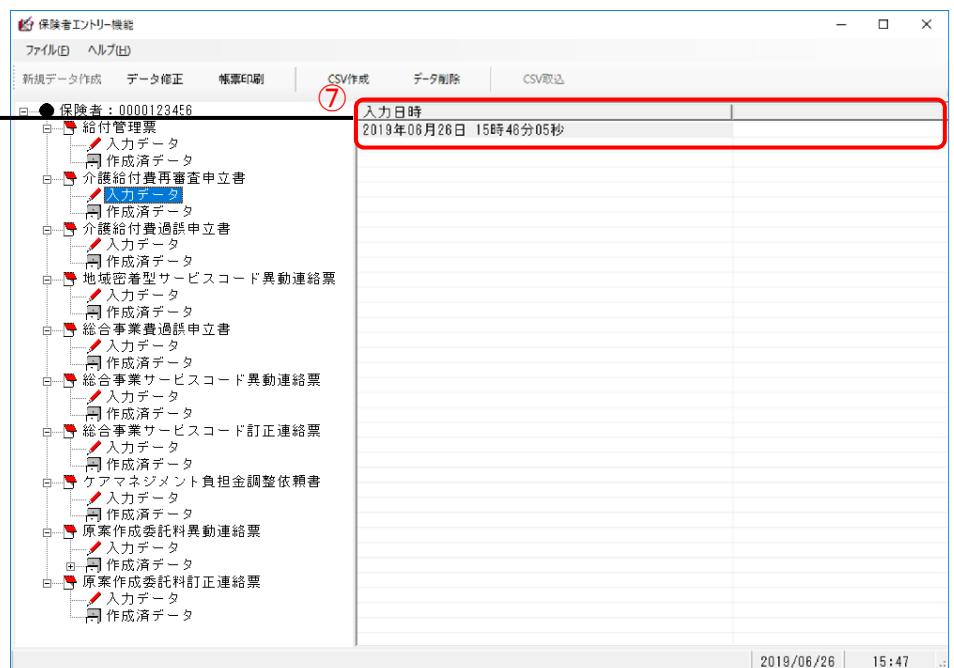 保険者エントリー機能
ファイル(F) ヘルプ(H)
新規データ作成 データ修正 帳票印刷 CSV作成 データ削除 CSV取込
⑦
保険者：0000123456
給付管理票
入力データ
作成済データ
介護給付費再審査申立書
入力データ
作成済データ
介護給付費過誤申立書
入力データ
作成済データ
地域密着型サービスコード異動連絡票
入力データ
作成済データ
総合事業費過誤申立書
入力データ
作成済データ
総合事業サービスコード異動連絡票
入力データ
作成済データ
総合事業サービスコード訂正連絡票
入力データ
作成済データ
ケアマネジメント負担金調整依頼書
入力データ
作成済データ
原案作成委託料異動連絡票
入力データ
作成済データ
原案作成委託料訂正連絡票
入力データ
作成済データ
入力日時
2019年06月26日 15時46分05秒
2019/06/26 15:47